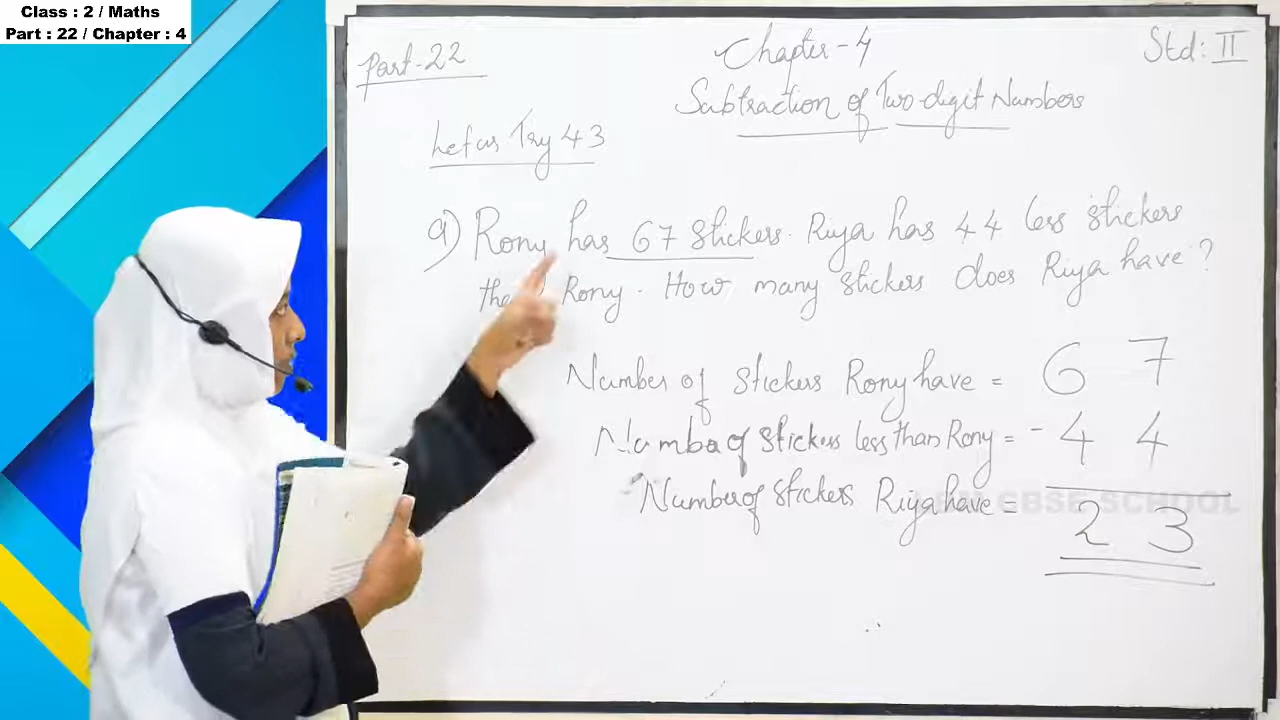 Class : 2 / Maths
Part : 22 / Chapter : 4
Part-22
Chapter-4
Std: II
Subtraction of Two-digit Numbers
Let us Try 43
a) Rony has 67 stickers. Riya has 44 less stickers
Rony. How many stickers does Riya have?
Number of stickers Rony have = 6 7
Number of stickers less than Rony = - 4 4
Number of stickers Riya have = 2 3
CBSE SCHOOL